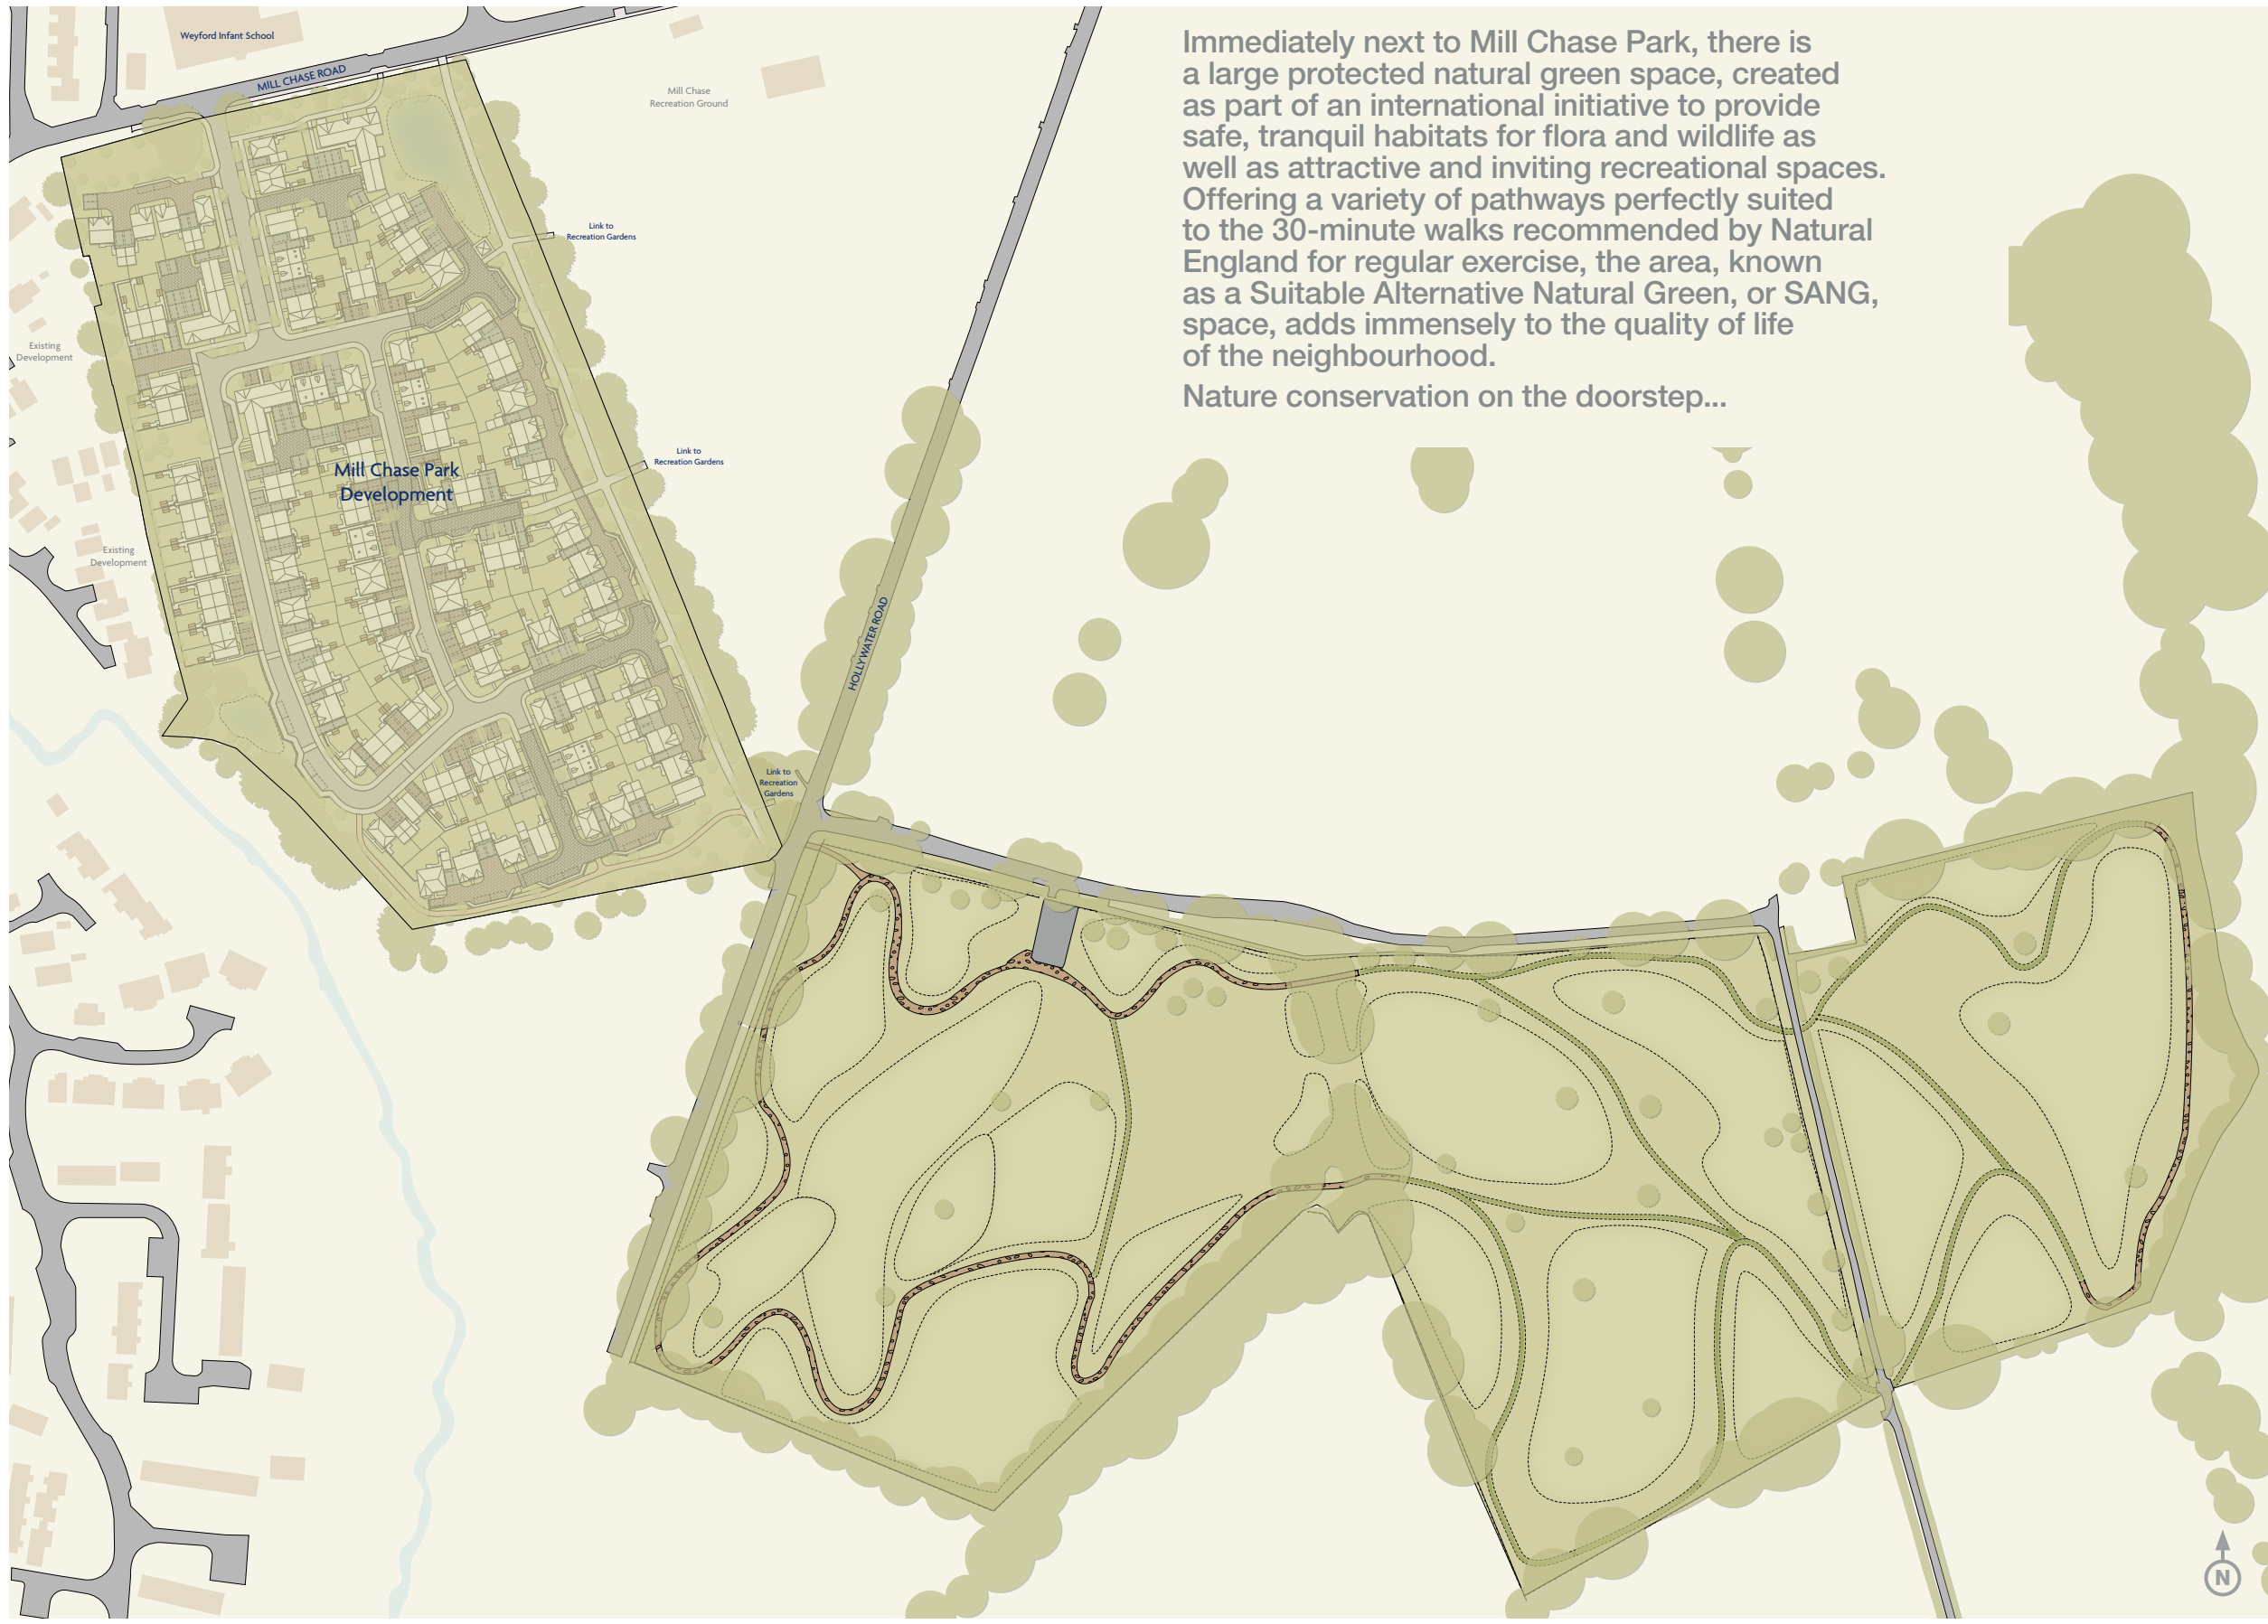 Weyford Infant School
MILL CHASE ROAD
Mill Chase
Recreation Ground
Immediately next to Mill Chase Park, there is
a large protected natural green space, created
as part of an international initiative to provide
safe, tranquil habitats for flora and wildlife as
well as attractive and inviting recreational spaces.
Offering a variety of pathways perfectly suited
to the 30-minute walks recommended by Natural
England for regular exercise, the area, known
as a Suitable Alternative Natural Green, or SANG,
space, adds immensely to the quality of life
of the neighbourhood.
Nature conservation on the doorstep...
Link to
Recreation Gardens
Existing
Development
Link to
Recreation Gardens
Mill Chase Park
Development
Existing
Development
HOLLYWATER ROAD
Link to
Recreation
Gardens
N